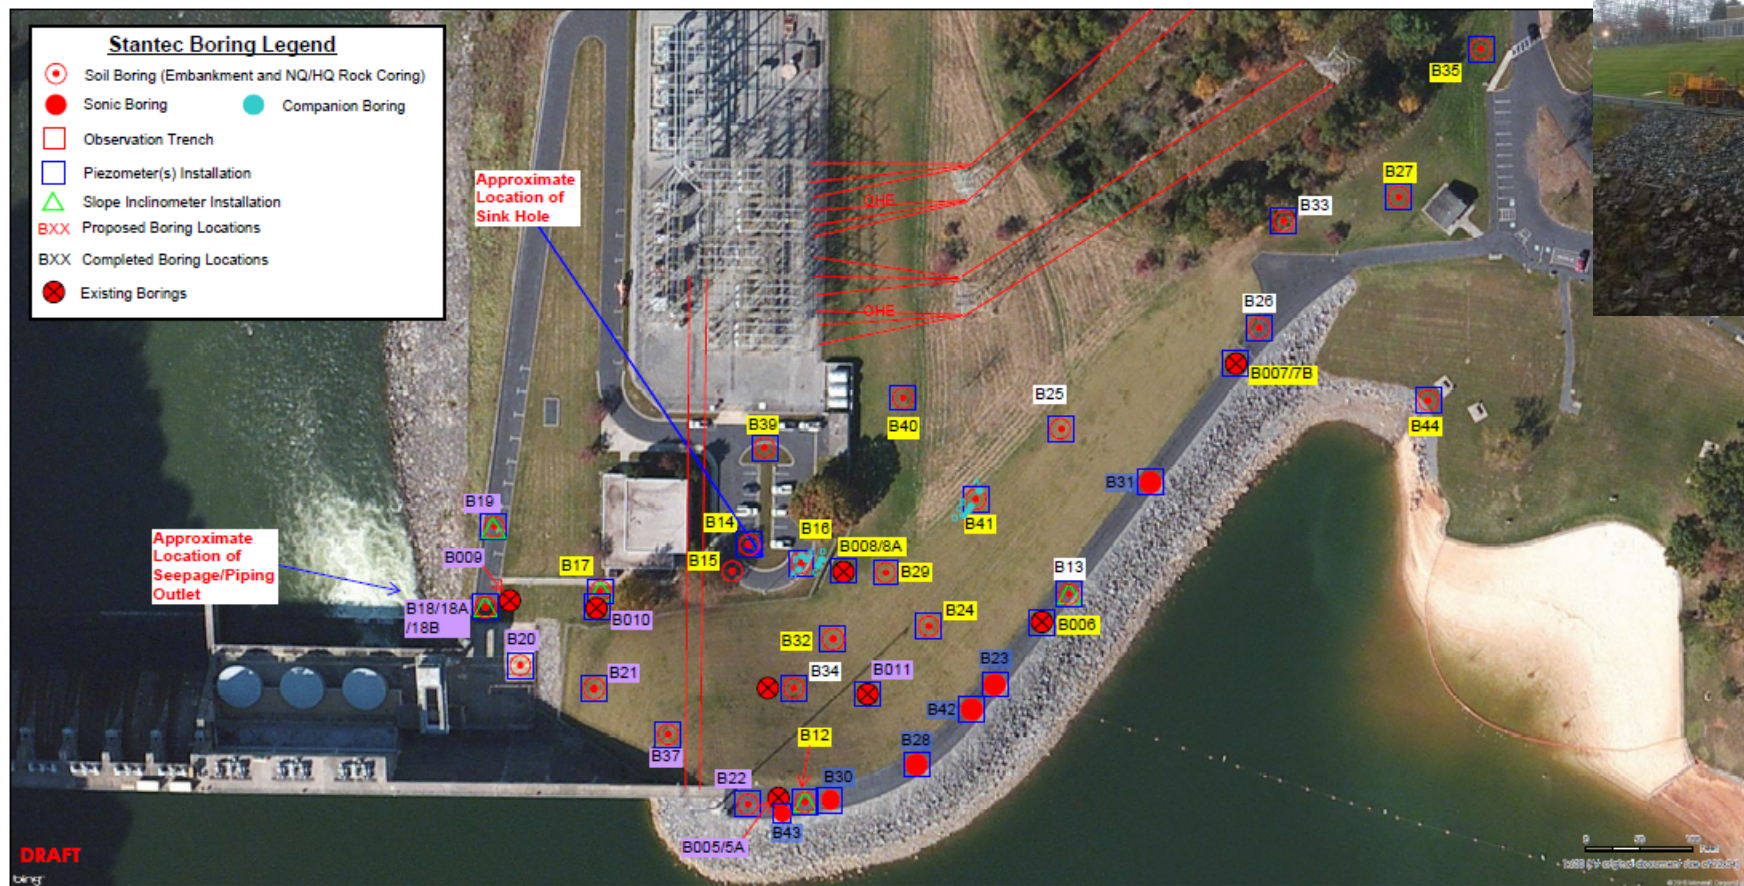 Stantec Boring Legend
Soil Boring (Embankment and NQ/HQ Rock Coring)
Sonic Boring
Companion Boring
Observation Trench
Piezometer(s) Installation
Slope Inclinometer Installation
BXX Proposed Boring Locations
BXX Completed Boring Locations
Existing Borings
Approximate
Location of
Sink Hole
OHE
OHE
B35
B27
B33
B26
B007/7B
B25
B44
B40
B39
B31
B41
B19
B14
B16
B008/8A
Approximate
Location of
Seepage/Piping
Outlet
B009
B17
B15
B29
B13
B18/18A
/18B
B010
B24
B006
B20
B32
B21
B34
B011
B23
B42
B12
B37
B28
B22
B30
B43
B005/5A
DRAFT
bing